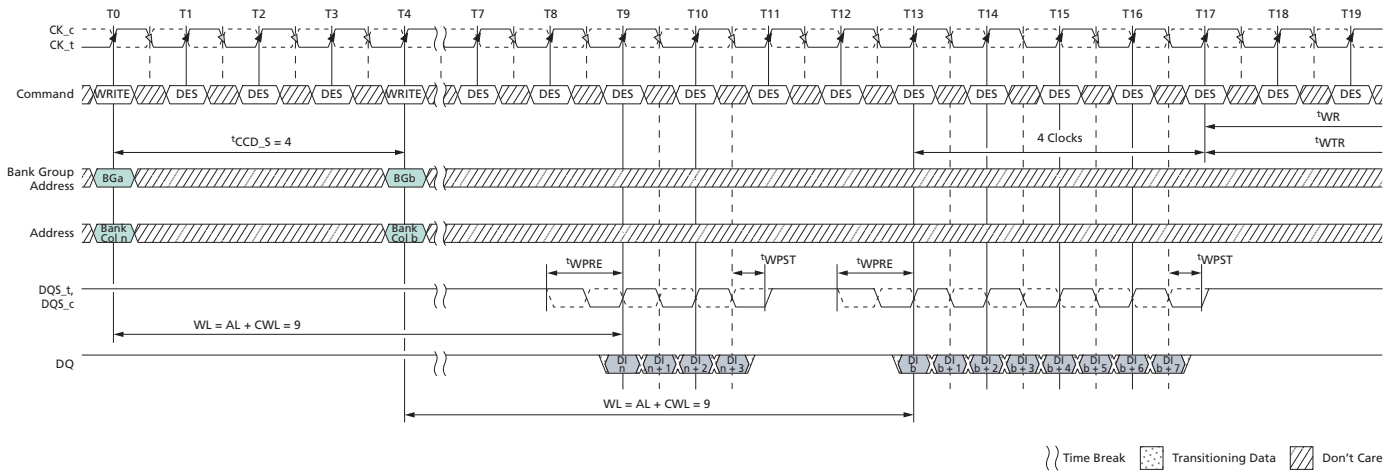 T0 T1 T2 T3 T4 T7 T8 T9 T10 T11 T12 T13 T14 T15 T16 T17 T18 T19
CK_c
CK_t
Command WRITE DES DES DES WRITE DES DES DES DES DES DES DES DES DES DES DES DES DES
tWR
tCCD_S = 4 4 Clocks tWTR
Bank Group
Address BGa BGb
Address Bank Col n Bank Col b
tWPRE tWPST tWPRE tWPST
DQS_t,
DQS_c
WL = AL + CWL = 9
DQ DI n DI n + 1 DI n + 2 DI n + 3 DI b DI b + 1 DI b + 2 DI b + 3 DI b + 4 DI b + 5 DI b + 6 DI b + 7
WL = AL + CWL = 9
Time Break Transitioning Data Don't Care